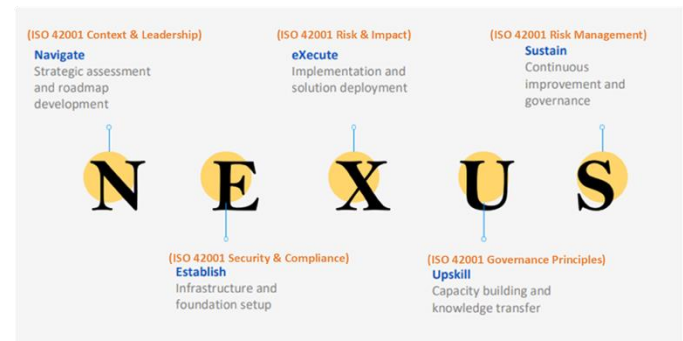 (ISO 42001 Context & Leadership)
Navigate
Strategic assessment
and roadmap
development
(ISO 42001 Risk & Impact)
eXecute
Implementation and
solution deployment
(ISO 42001 Risk Management)
Sustain
Continuous
improvement and
governance
N E X U S
(ISO 42001 Security & Compliance)
Establish
Infrastructure and
foundation setup
(ISO 42001 Governance Principles)
Upskill
Capacity building and
knowledge transfer